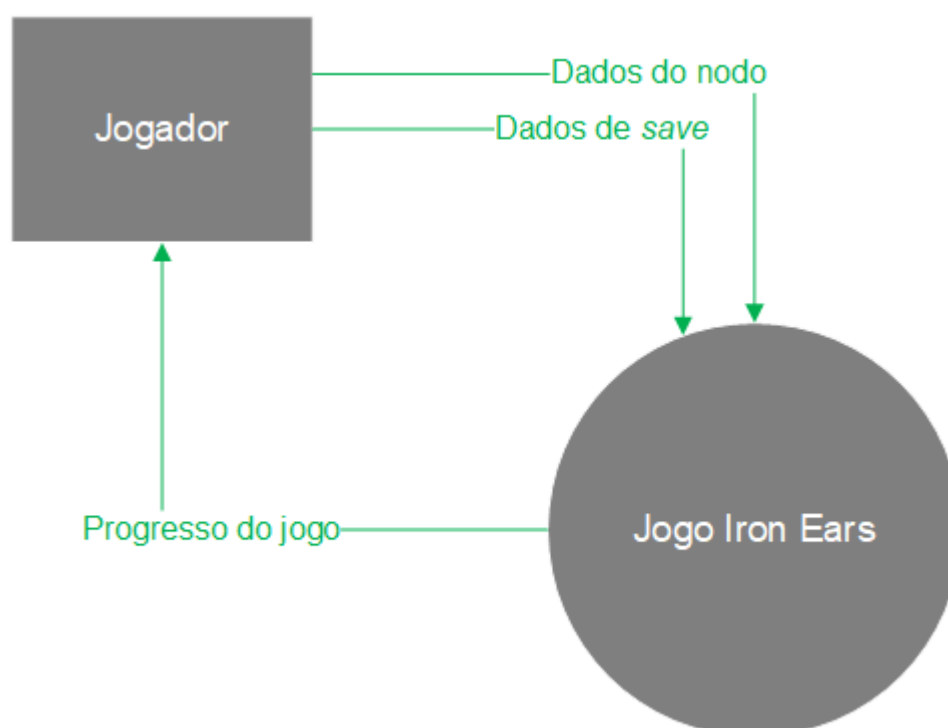 Dados do nodo
Jogador
Dados de save
Progresso do jogo
Jogo Iron Ears